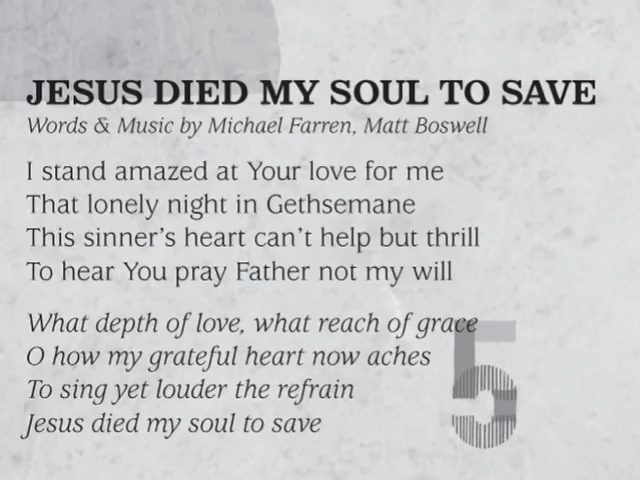 JESUS DIED MY SOUL TO SAVE
Words & Music by Michael Farren, Matt Boswell
I stand amazed at Your love for me
That lonely night in Gethsemane
This sinner's heart can't help but thrill
To hear You pray Father not my will
What depth of love, what reach of grace
O how my grateful heart now aches
To sing yet louder the refrain
Jesus died my soul to save
5